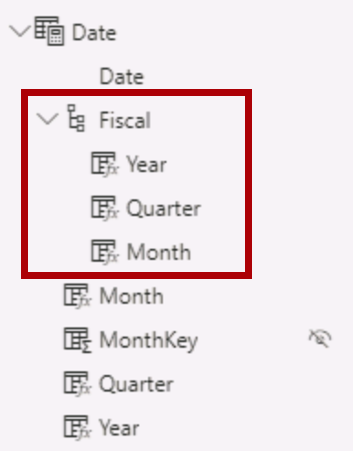 Date
Date
Fiscal
Year
Quarter
Month
Month
MonthKey
Quarter
Year